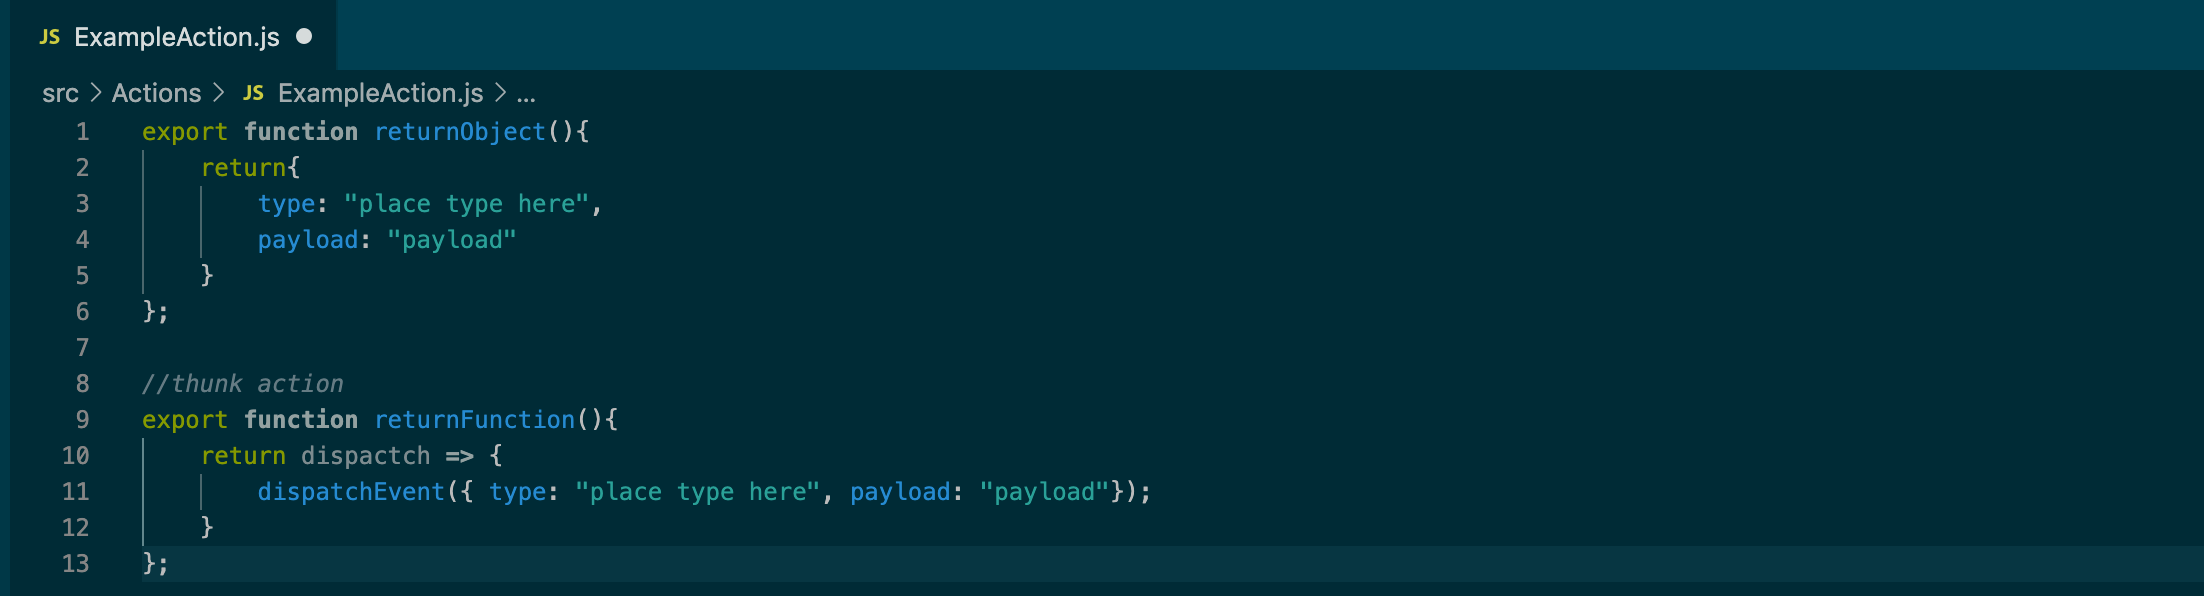 JS ExampleAction.js
src > Actions > JS ExampleAction.js > ...
1 export function returnObject(){
2 return{
3 type: "place type here",
4 payload: "payload"
5 }
6 };
7
8 //thunk action
9 export function returnFunction(){
10 return dispactch => {
11 dispatchEvent({ type: "place type here", payload: "payload"});
12 }
13 };